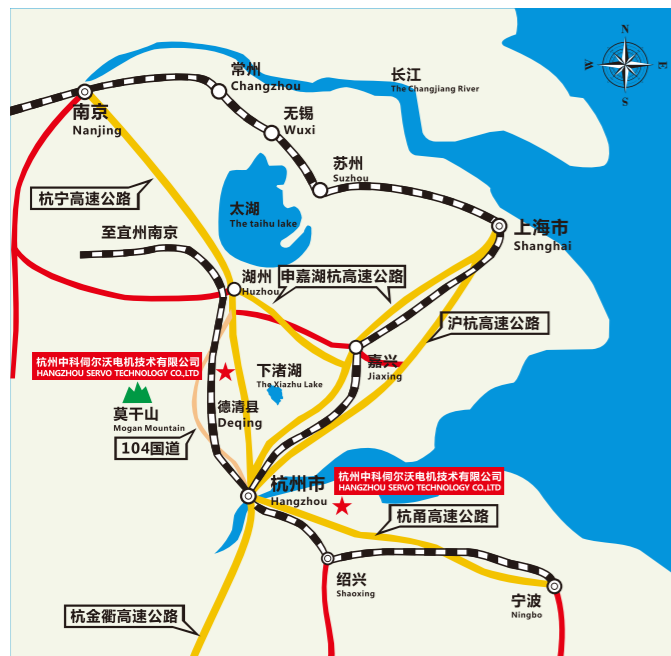 N
W
E
S
常州
Changzhou
长江
The Changjiang River
南京
Nanjing
无锡
Wuxi
苏州
Suzhou
杭宁高速公路
太湖
The taihu lake
上海市
Shanghai
至宜州南京
湖州
Huzhou
申嘉湖杭高速公路
沪杭高速公路
杭州中科伺尔沃电机技术有限公司
HANGZHOU SERVO TECHNOLOGY CO,LTD
下渚湖
The Xiazhu Lake
嘉兴
Jiaxing
莫干山
Mogan Mountain
德清县
Deqing
104国道
杭州市
Hangzhou
杭州中科伺尔沃电机技术有限公司
HANGZHOU SERVO TECHNOLOGY CO,LTD
杭甬高速公路
绍兴
Shaoxing
宁波
Ningbo
杭金衢高速公路